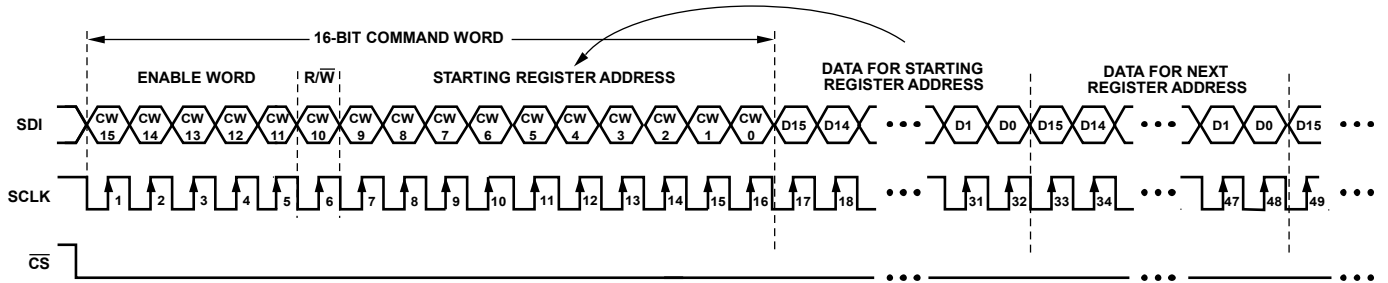 16-BIT COMMAND WORD
ENABLE WORD R/W̅ STARTING REGISTER ADDRESS DATA FOR STARTING REGISTER ADDRESS DATA FOR NEXT REGISTER ADDRESS
SDI CW 15 CW 14 CW 13 CW 12 CW 11 CW 10 CW 9 CW 8 CW 7 CW 6 CW 5 CW 4 CW 3 CW 2 CW 1 CW 0 D15 D14 ••• D1 D0 D15 D14 ••• D1 D0 D15 •••
SCLK 1 2 3 4 5 6 7 8 9 10 11 12 13 14 15 16 17 18 ••• 31 32 33 34 ••• 47 48 49 •••
C̅S̅ ••• ••• •••